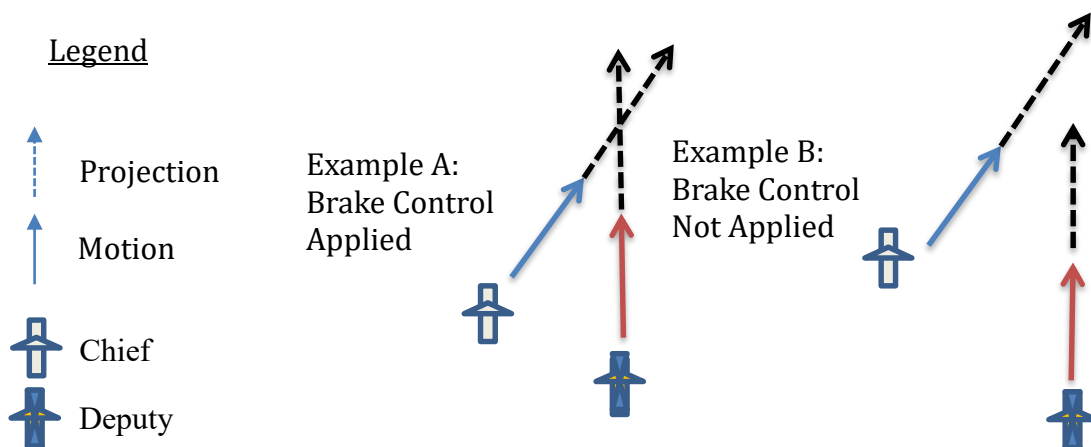 Legend
Projection
Motion
Chief
Deputy
Example A:
Brake Control
Applied
Example B:
Brake Control
Not Applied